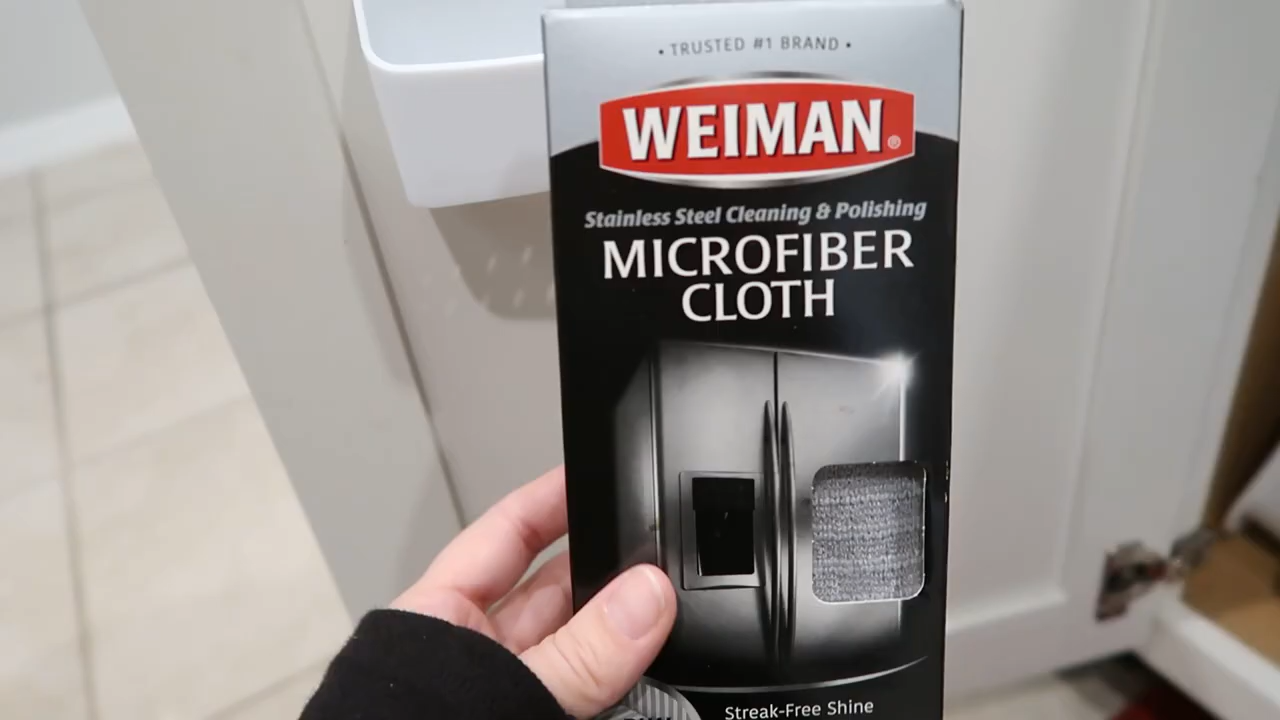 • TRUSTED #1 BRAND •
WEIMAN®
Stainless Steel Cleaning & Polishing
MICROFIBER
CLOTH
Streak-Free Shine